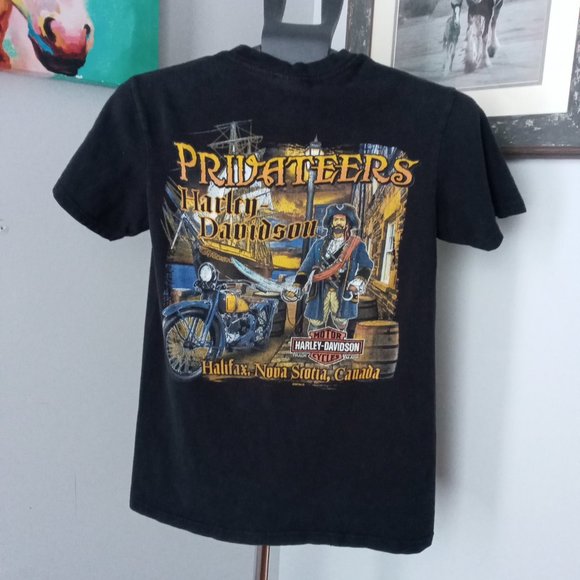 PRIVATEERS
Harley-
Davidson
MOTOR
HARLEY-DAVIDSON
CYCLES
Halifax, Nova Scotia, Canada